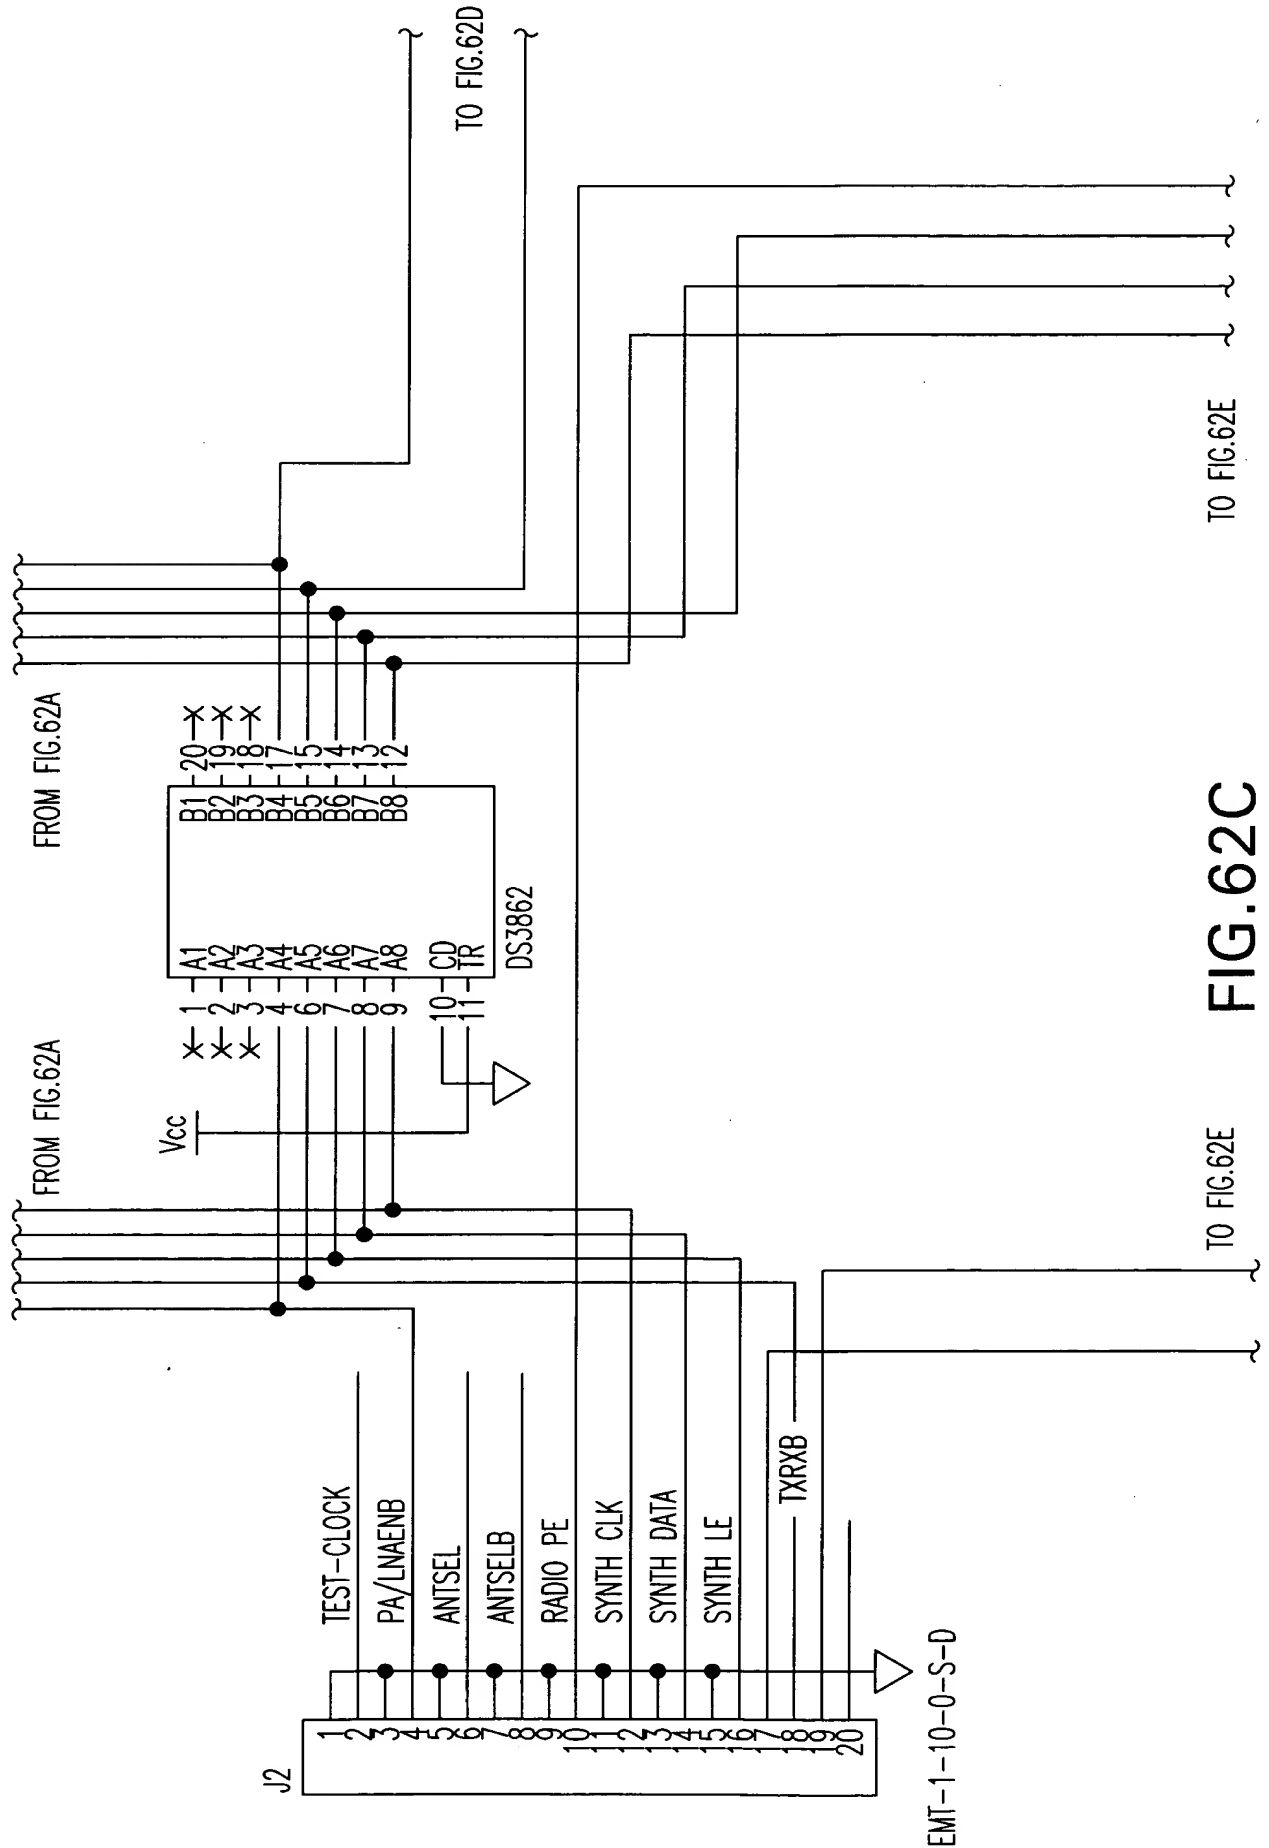 J2
1
2
3
4
5
6
7
8
9
10
11
12
13
14
15
16
17
18
19
20
EMT-1-10-0-S-D
TEST-CLOCK
PA/LNAENB
ANTSEL
ANTSELB
RADIO PE
SYNTH CLK
SYNTH DATA
SYNTH LE
TXRXB
FROM FIG.62A
Vcc
1 A1
2 A2
3 A3
4 A4
6 A5
7 A6
8 A7
9 A8
10 CD
11 TR
B1 20
B2 19
B3 18
B4 17
B5 15
B6 14
B7 13
B8 12
DS3862
FROM FIG.62A
TO FIG.62D
TO FIG.62E
TO FIG.62E
FIG.62C